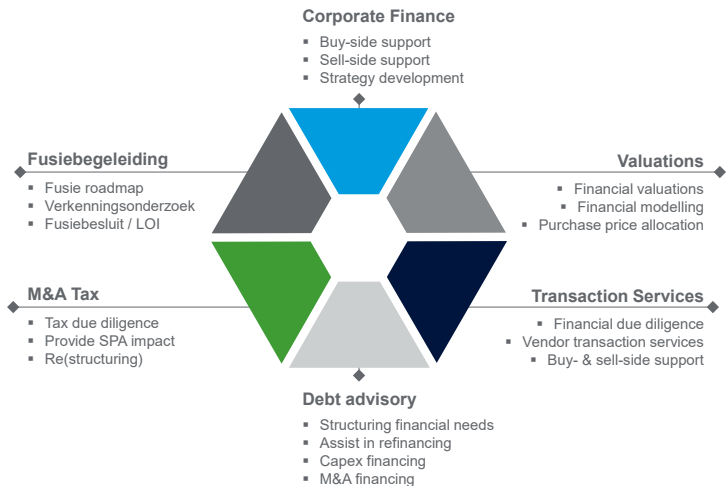 Corporate Finance
▪ Buy-side support
▪ Sell-side support
▪ Strategy development
Fusiebegeleiding
▪ Fusie roadmap
▪ Verkenningsonderzoek
▪ Fusiebesluit / LOI
Valuations
▪ Financial valuations
▪ Financial modelling
▪ Purchase price allocation
M&A Tax
▪ Tax due diligence
▪ Provide SPA impact
▪ Re(structuring)
Transaction Services
▪ Financial due diligence
▪ Vendor transaction services
▪ Buy- & sell-side support
Debt advisory
▪ Structuring financial needs
▪ Assist in refinancing
▪ Capex financing
▪ M&A financing